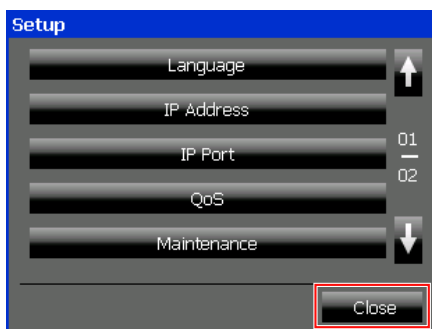 Setup
Language
IP Address
IP Port
01
02
QoS
Maintenance
Close